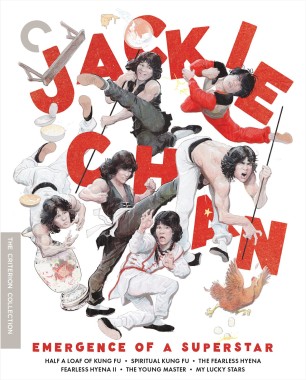 JACKIE
CHAN
THE CRITERION COLLECTION
EMERGENCE OF A SUPERSTAR
HALF A LOAF OF KUNG FU • SPIRITUAL KUNG FU • THE FEARLESS HYENA
FEARLESS HYENA II • THE YOUNG MASTER • MY LUCKY STARS